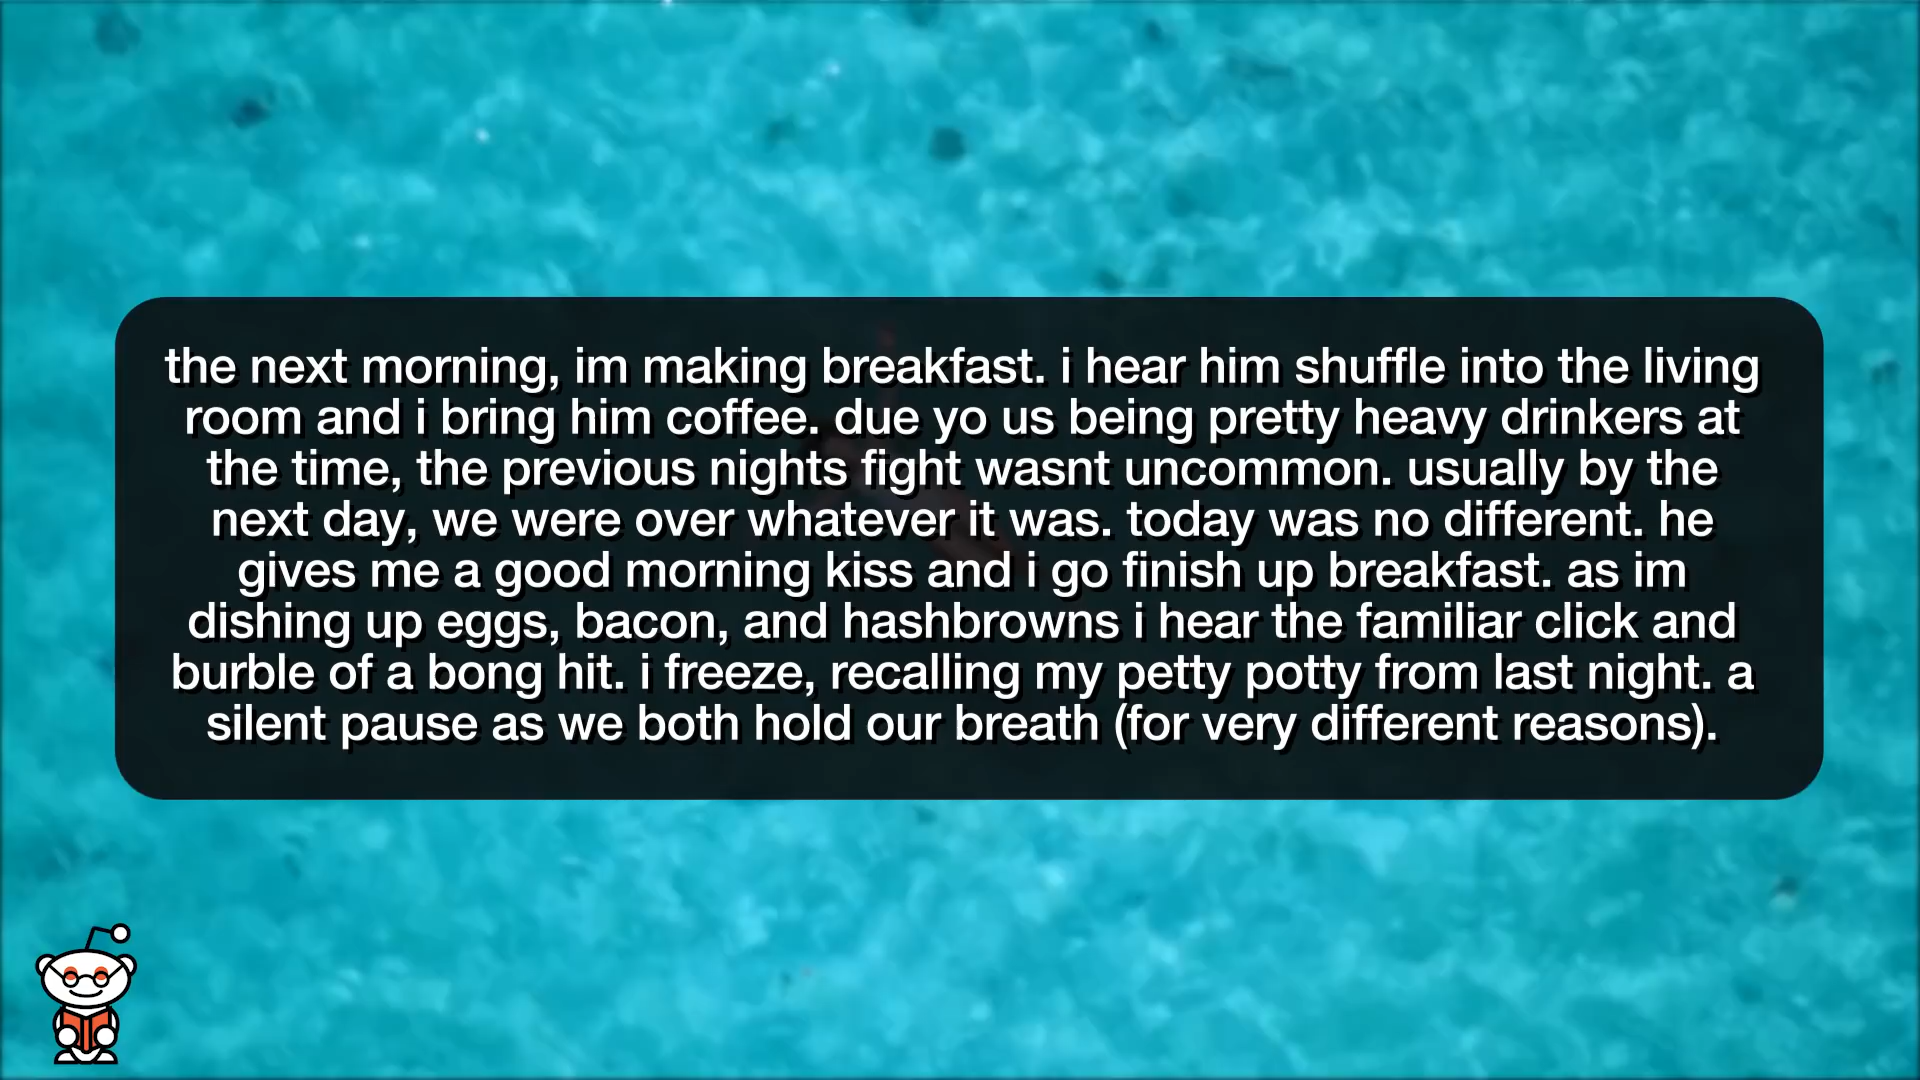 the next morning, im making breakfast. i hear him shuffle into the living
room and i bring him coffee. due yo us being pretty heavy drinkers at
the time, the previous nights fight wasnt uncommon. usually by the
next day, we were over whatever it was. today was no different. he
gives me a good morning kiss and i go finish up breakfast. as im
dishing up eggs, bacon, and hashbrowns i hear the familiar click and
burble of a bong hit. i freeze, recalling my petty potty from last night. a
silent pause as we both hold our breath (for very different reasons).